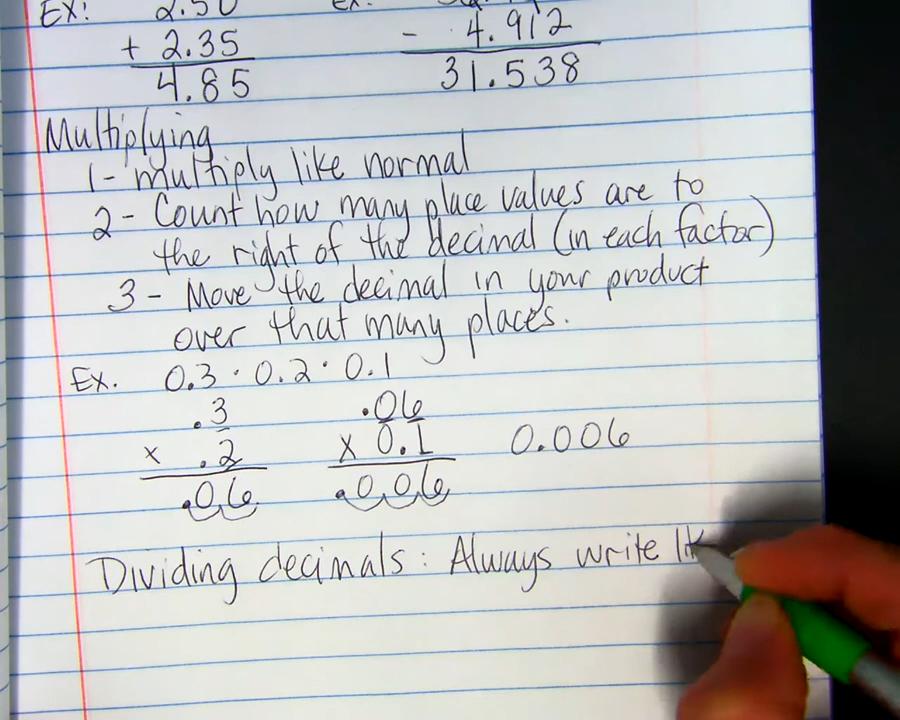 Ex: 2.50
+ 2.35
4.85
- 4.912
31.538
Multiplying
1- multiply like normal
2 - Count how many place values are to
the right of the decimal (in each factor)
3 - Move the decimal in your product
over that many places.
Ex. 0.3 · 0.2 · 0.1
.3
x .2
.06
.06
x 0.1
.006
0.006
Dividing decimals: Always write